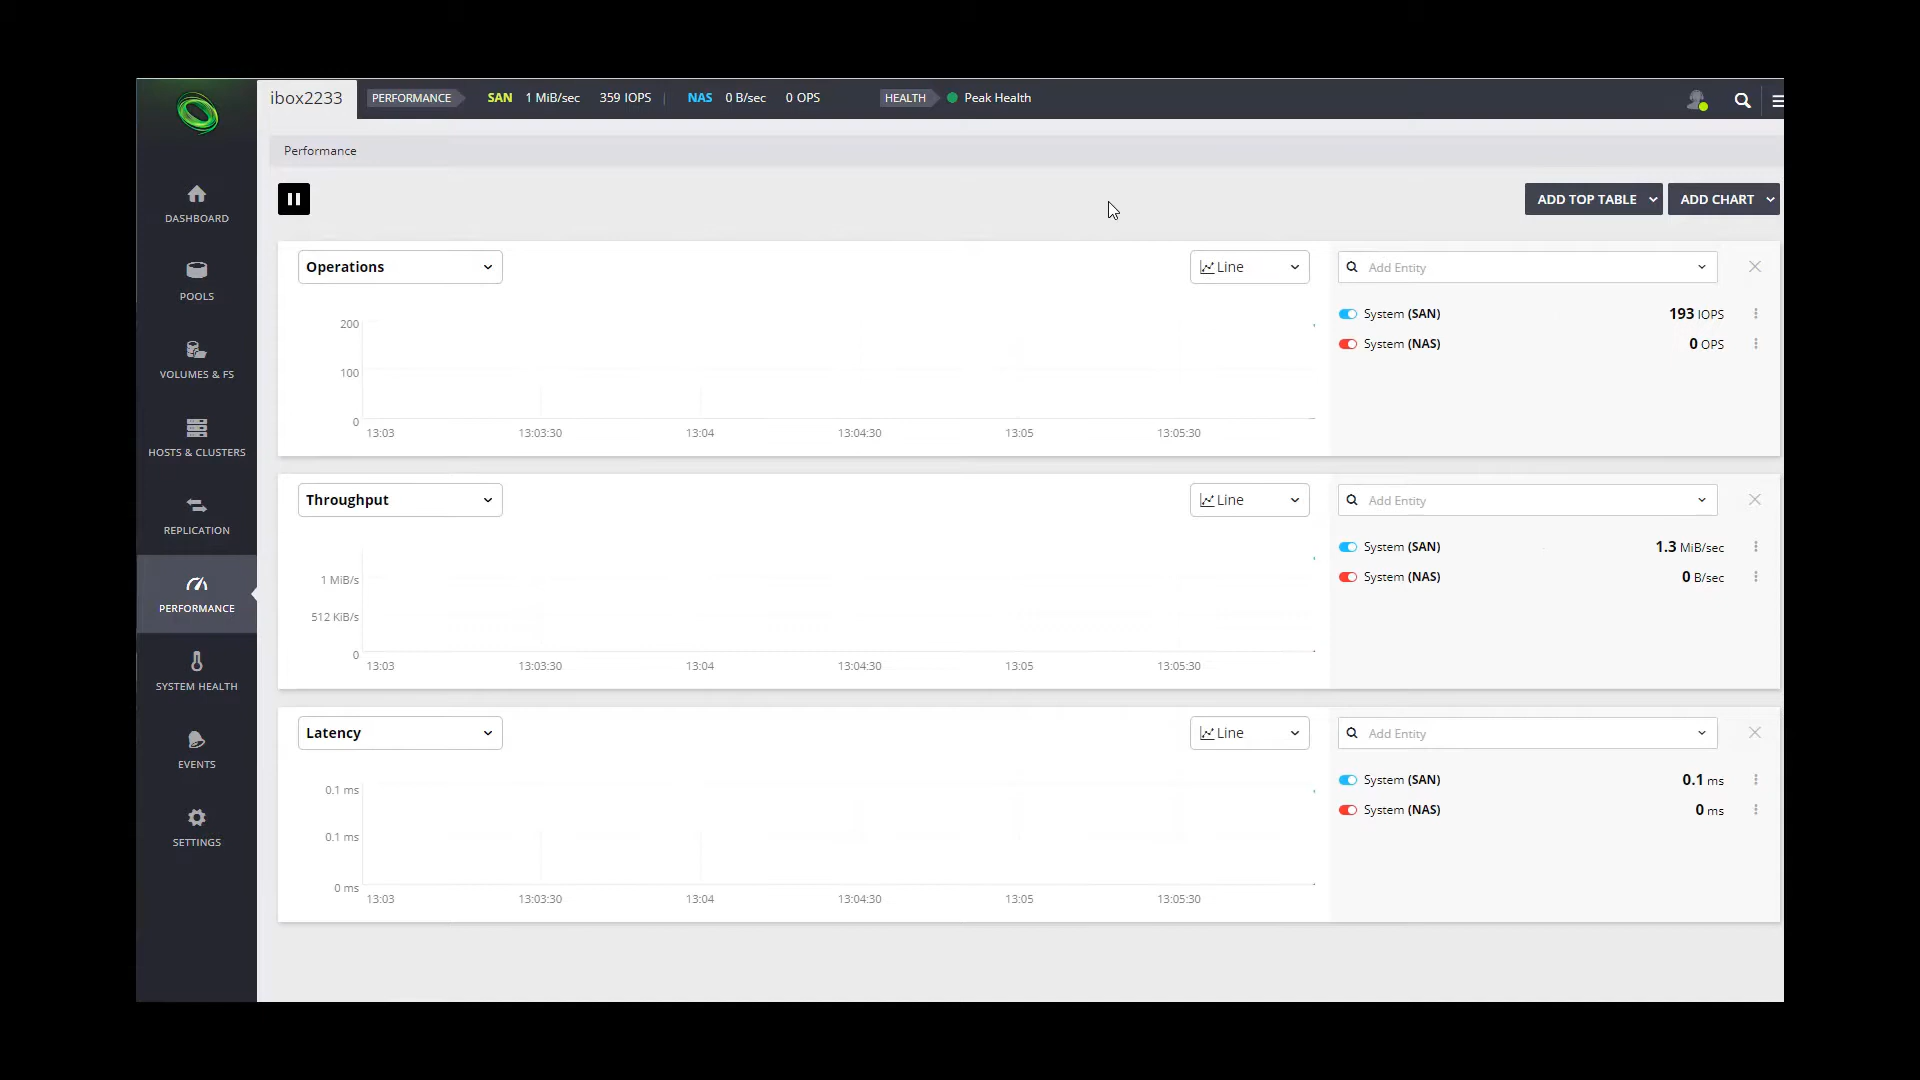 ibox2233 PERFORMANCE SAN 1 MiB/sec 359 IOPS | NAS 0 B/sec 0 OPS HEALTH Peak Health
Performance
ADD TOP TABLE ADD CHART
DASHBOARD
POOLS
VOLUMES & FS
HOSTS & CLUSTERS
REPLICATION
PERFORMANCE
SYSTEM HEALTH
EVENTS
SETTINGS
Operations Line Add Entity
200
100
0
13:03 13:03:30 13:04 13:04:30 13:05 13:05:30
System (SAN) 193 IOPS
System (NAS) 0 OPS
Throughput Line Add Entity
1 MiB/s
512 KiB/s
0
13:03 13:03:30 13:04 13:04:30 13:05 13:05:30
System (SAN) 1.3 MiB/sec
System (NAS) 0 B/sec
Latency Line Add Entity
0.1 ms
0.1 ms
0 ms
13:03 13:03:30 13:04 13:04:30 13:05 13:05:30
System (SAN) 0.1 ms
System (NAS) 0 ms